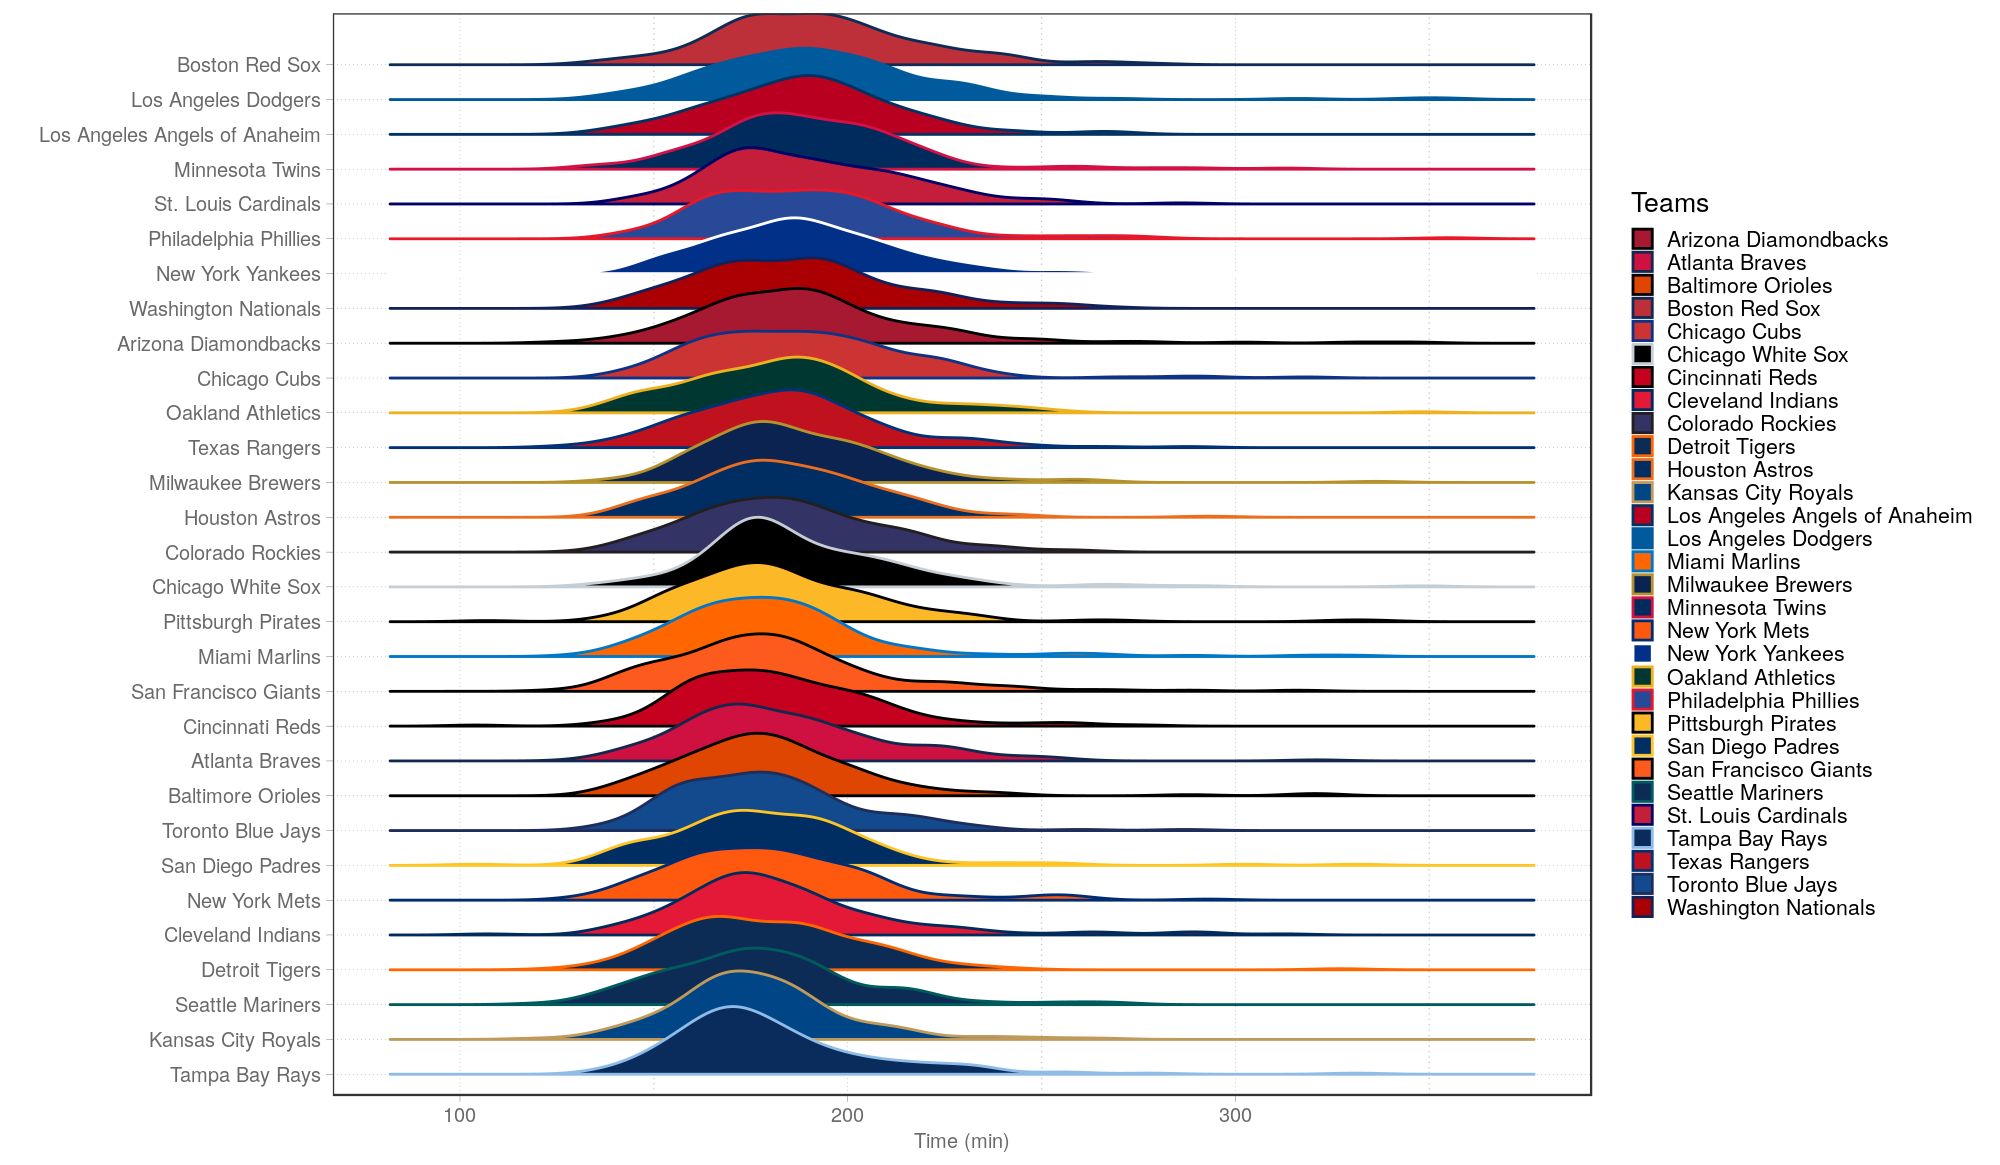 Boston Red Sox
Los Angeles Dodgers
Los Angeles Angels of Anaheim
Minnesota Twins
St. Louis Cardinals
Philadelphia Phillies
New York Yankees
Washington Nationals
Arizona Diamondbacks
Chicago Cubs
Oakland Athletics
Texas Rangers
Milwaukee Brewers
Houston Astros
Colorado Rockies
Chicago White Sox
Pittsburgh Pirates
Miami Marlins
San Francisco Giants
Cincinnati Reds
Atlanta Braves
Baltimore Orioles
Toronto Blue Jays
San Diego Padres
New York Mets
Cleveland Indians
Detroit Tigers
Seattle Mariners
Kansas City Royals
Tampa Bay Rays
100 200 300
Time (min)
Teams
Arizona Diamondbacks
Atlanta Braves
Baltimore Orioles
Boston Red Sox
Chicago Cubs
Chicago White Sox
Cincinnati Reds
Cleveland Indians
Colorado Rockies
Detroit Tigers
Houston Astros
Kansas City Royals
Los Angeles Angels of Anaheim
Los Angeles Dodgers
Miami Marlins
Milwaukee Brewers
Minnesota Twins
New York Mets
New York Yankees
Oakland Athletics
Philadelphia Phillies
Pittsburgh Pirates
San Diego Padres
San Francisco Giants
Seattle Mariners
St. Louis Cardinals
Tampa Bay Rays
Texas Rangers
Toronto Blue Jays
Washington Nationals